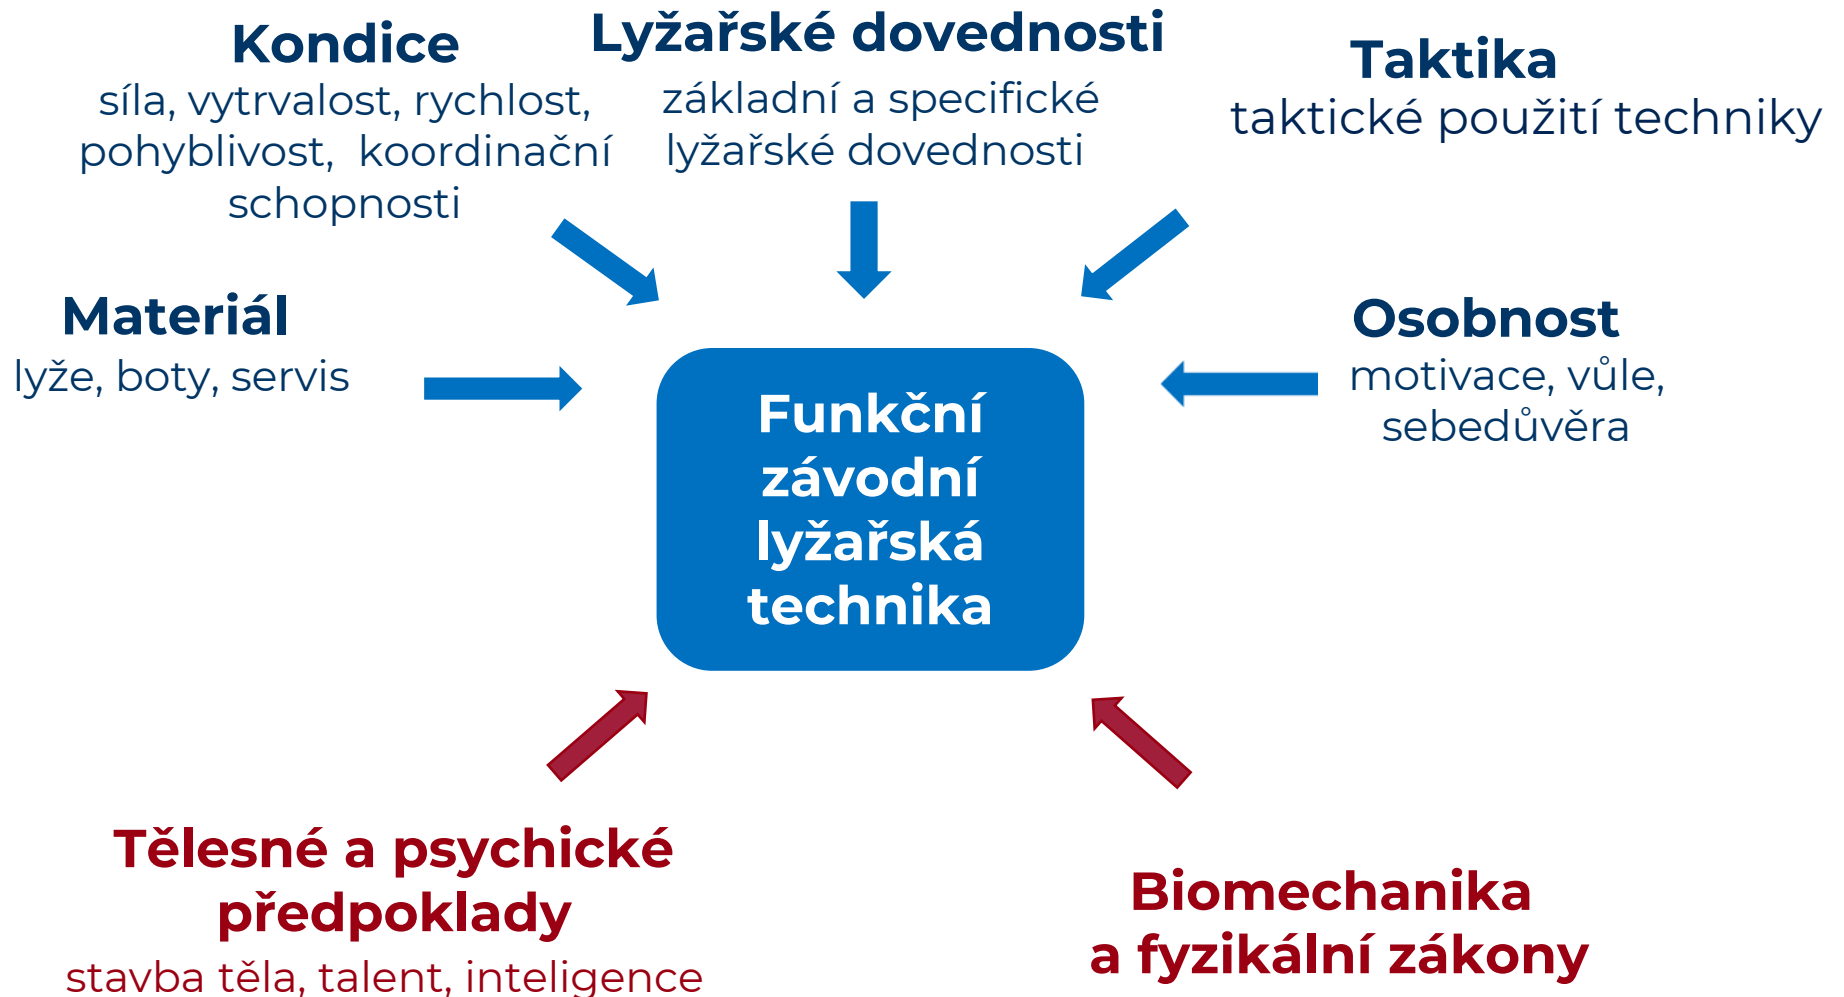 Kondice
síla, vytrvalost, rychlost,
pohyblivost, koordinační
schopnosti
Lyžařské dovednosti
základní a specifické
lyžařské dovednosti
Taktika
taktické použití techniky
Materiál
lyže, boty, servis
Osobnost
motivace, vůle,
sebedůvěra
Funkční
závodní
lyžařská
technika
Tělesné a psychické
předpoklady
stavba těla, talent, inteligence
Biomechanika
a fyzikální zákony